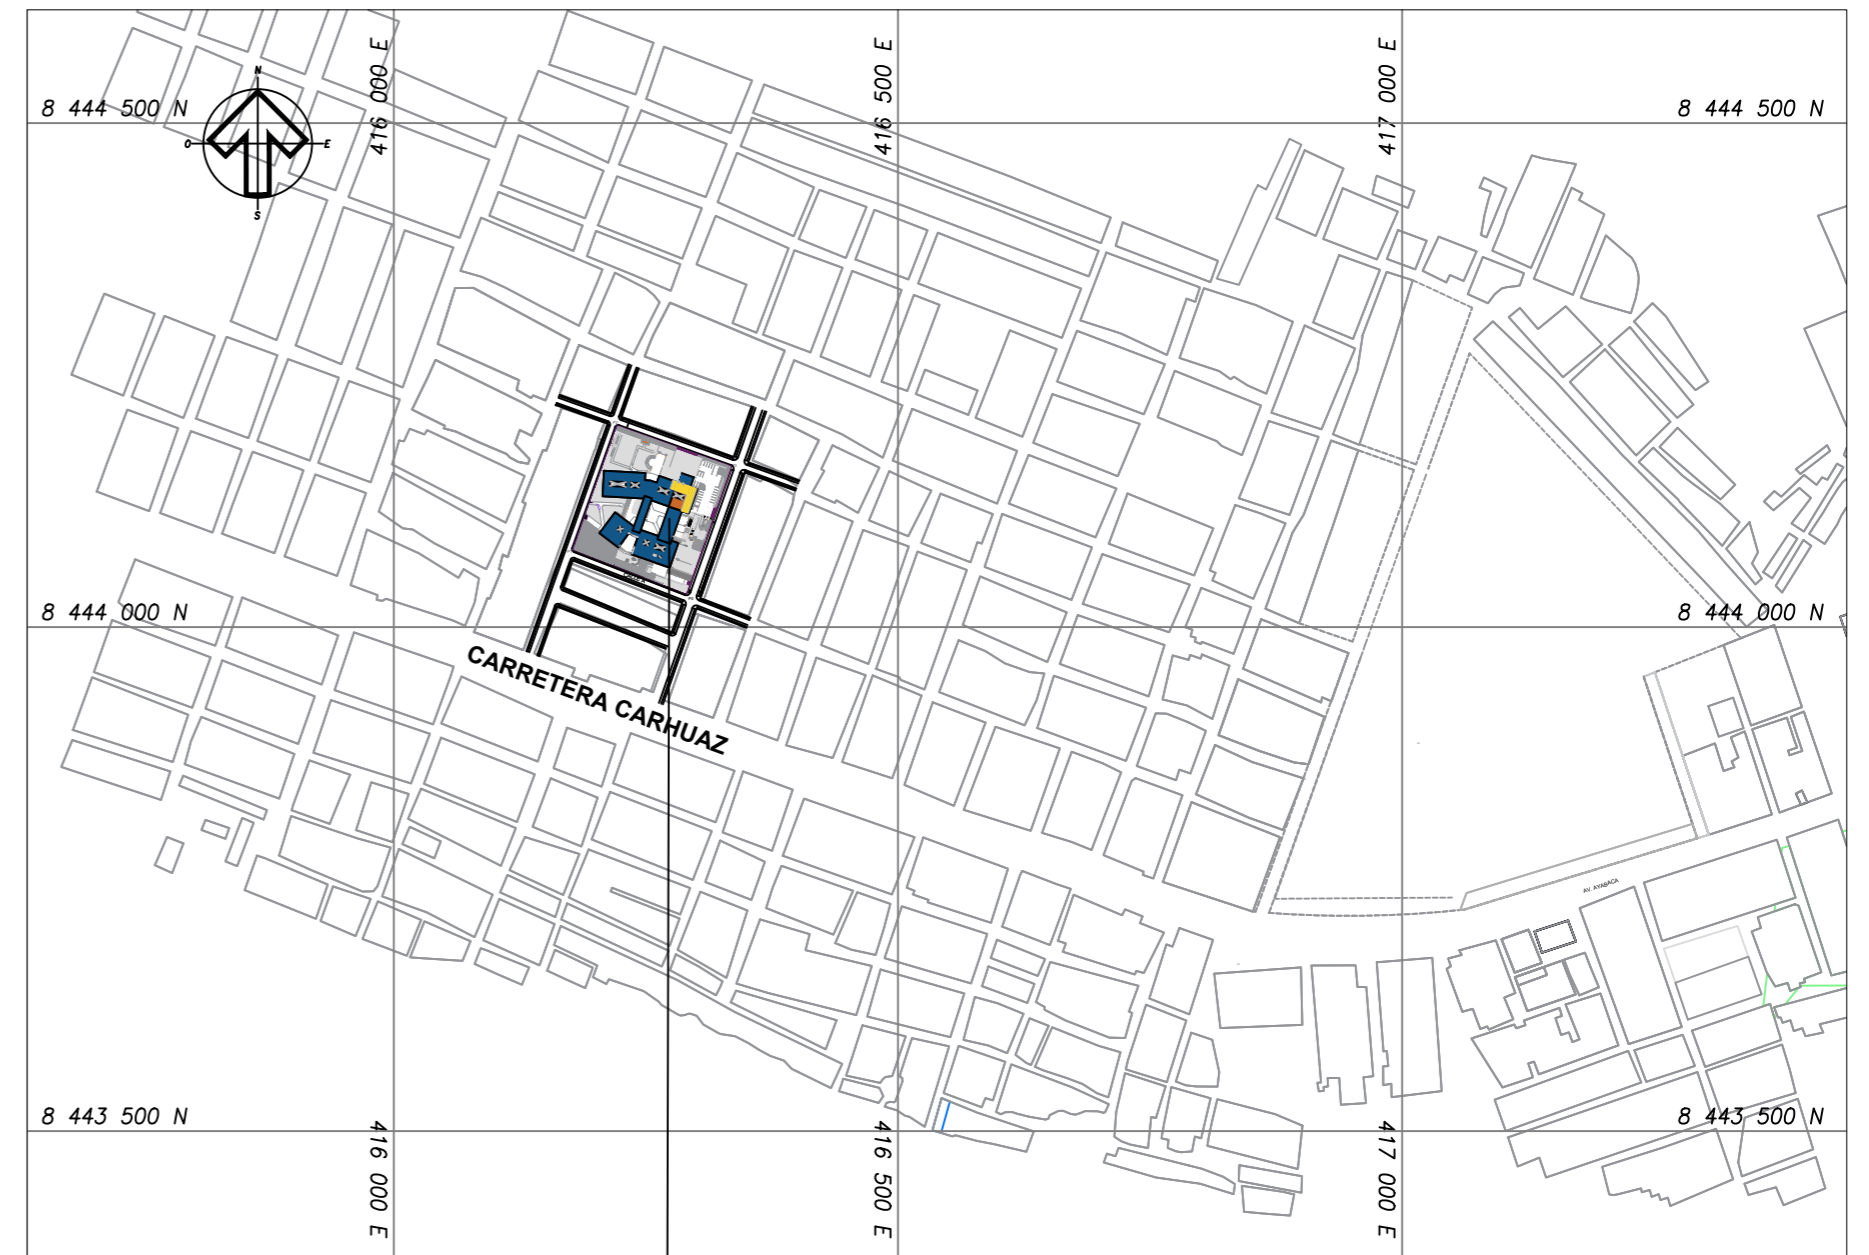 416 000 E
416 500 E
417 000 E
N
8 444 500 N
8 444 500 N
O
E
S
8 444 000 N
8 444 000 N
CARRETERA CARHUAZ
AV. AYABACA
8 443 500 N
8 443 500 N
416 000 E
416 500 E
417 000 E